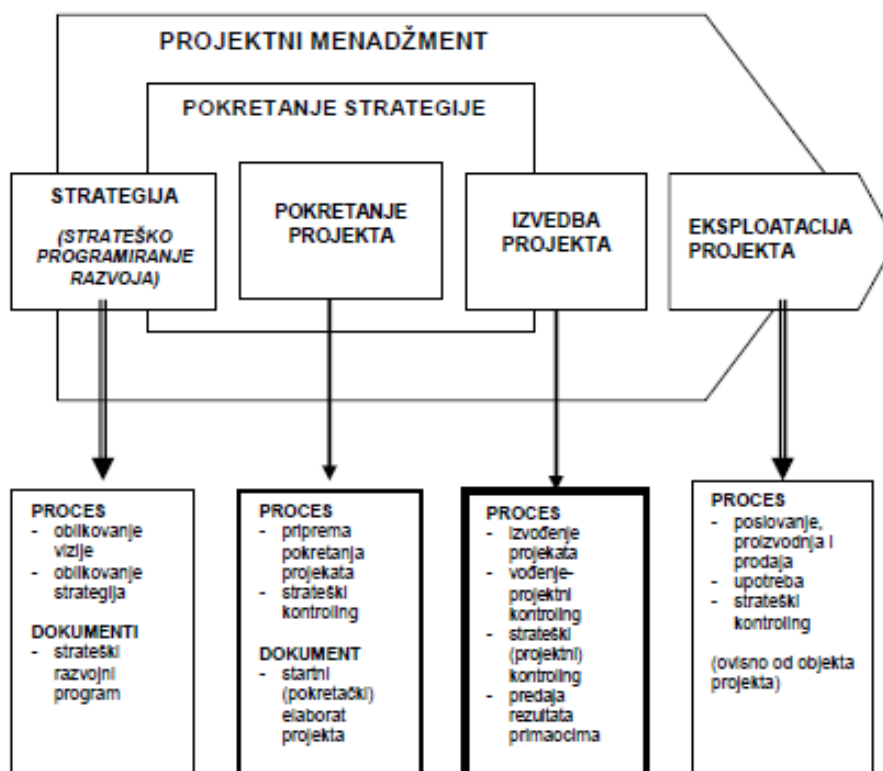 PROJEKTNI MENADŽMENT
POKRETANJE STRATEGIJE
STRATEGIJA
(STRATEŠKO
PROGRAMIRANJE
RAZVOJA)
POKRETANJE
PROJEKTA
IZVEDBA
PROJEKTA
EKSPLOATACIJA
PROJEKTA
PROCES
- oblikovanje
vizije
- oblikovanje
strategija
DOKUMENTI
- strateški
razvojni
program
PROCES
- priprema
pokretanja
projekata
- strateški
kontroling
DOKUMENT
- startni
(pokretački)
elaborat
projekta
PROCES
- izvođenje
projekata
- vođenje-
projektni
kontroling
- strateški
(projektni)
kontroling
- predaja
rezultata
primaocima
PROCES
- poslovanje,
proizvodnja i
prodaja
- upotreba
- strateški
kontroling
(ovisno od objekta
projekta)